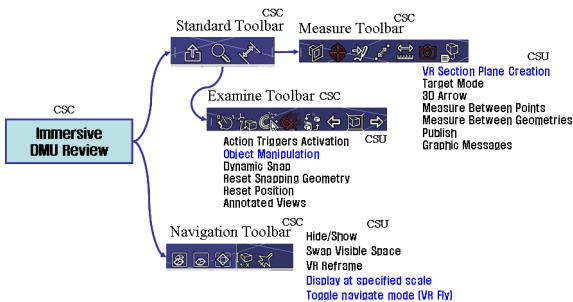 CSC
Standard Toolbar
CSC
Measure Toolbar
CSU
VR Section Plane Creation
Target Mode
3D Arrow
Measure Between Points
Measure Between Geometries
Publish
Graphic Messages
Examine Toolbar CSC
CSC
Immersive
DMU Review
Action Triggers Activation
CSU
Object Manipulation
Dynamic Snap
Reset Snapping Geometry
Reset Position
Annotated Views
CSC
Navigation Toolbar
CSU
Hide/Show
Swap Visible Space
VR Reframe
Display at specified scale
Toggle navigate mode (VR Fly)